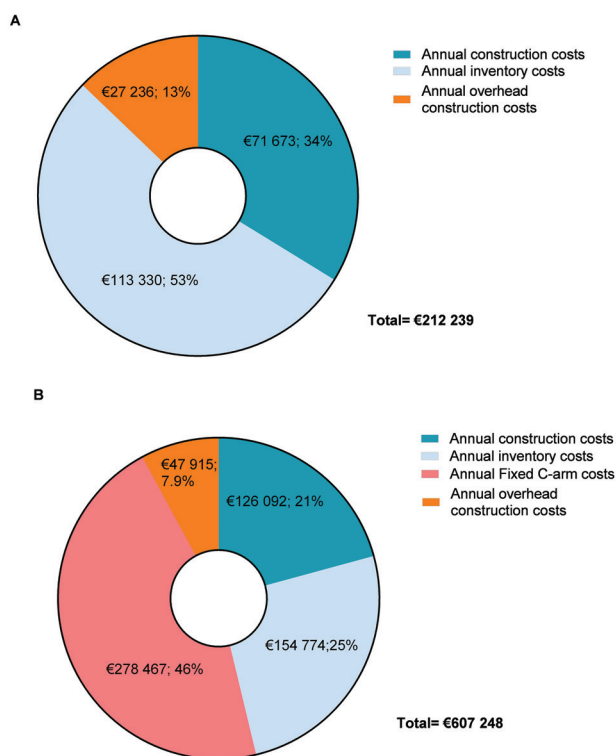 A
Annual construction costs
Annual inventory costs
Annual overhead
construction costs
€27 236; 13%
€71 673; 34%
€113 330; 53%
Total= €212 239
B
Annual construction costs
Annual inventory costs
Annual Fixed C-arm costs
Annual overhead
construction costs
€47 915;
7.9%
€126 092; 21%
€154 774;25%
€278 467; 46%
Total= €607 248